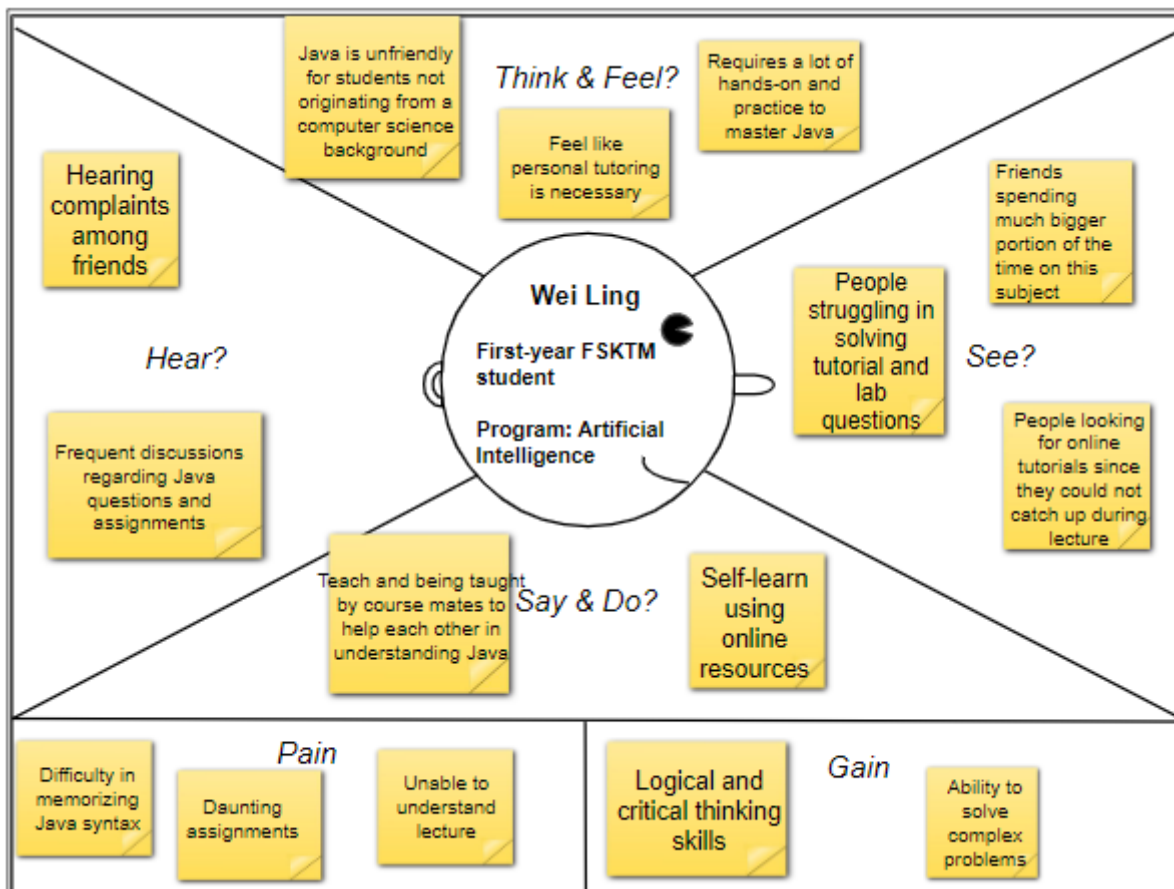 Think & Feel?
Java is unfriendly
for students not
originating from a
computer science
background
Feel like
personal tutoring
is necessary
Requires a lot of
hands-on and
practice to
master Java
Hearing
complaints
among
friends
Hear?
Frequent discussions
regarding Java
questions and
assignments
Wei Ling
First-year FSKTM
student
Program: Artificial
Intelligence
Friends
spending
much bigger
portion of the
time on this
subject
People
struggling in
solving
tutorial and
lab
questions
See?
People looking
for online
tutorials since
they could not
catch up during
lecture
Teach and being taught
by course mates to
help each other in
understanding Java
Say & Do?
Self-learn
using
online
resources
Pain
Difficulty in
memorizing
Java syntax
Daunting
assignments
Unable to
understand
lecture
Gain
Logical and
critical thinking
skills
Ability to
solve
complex
problems